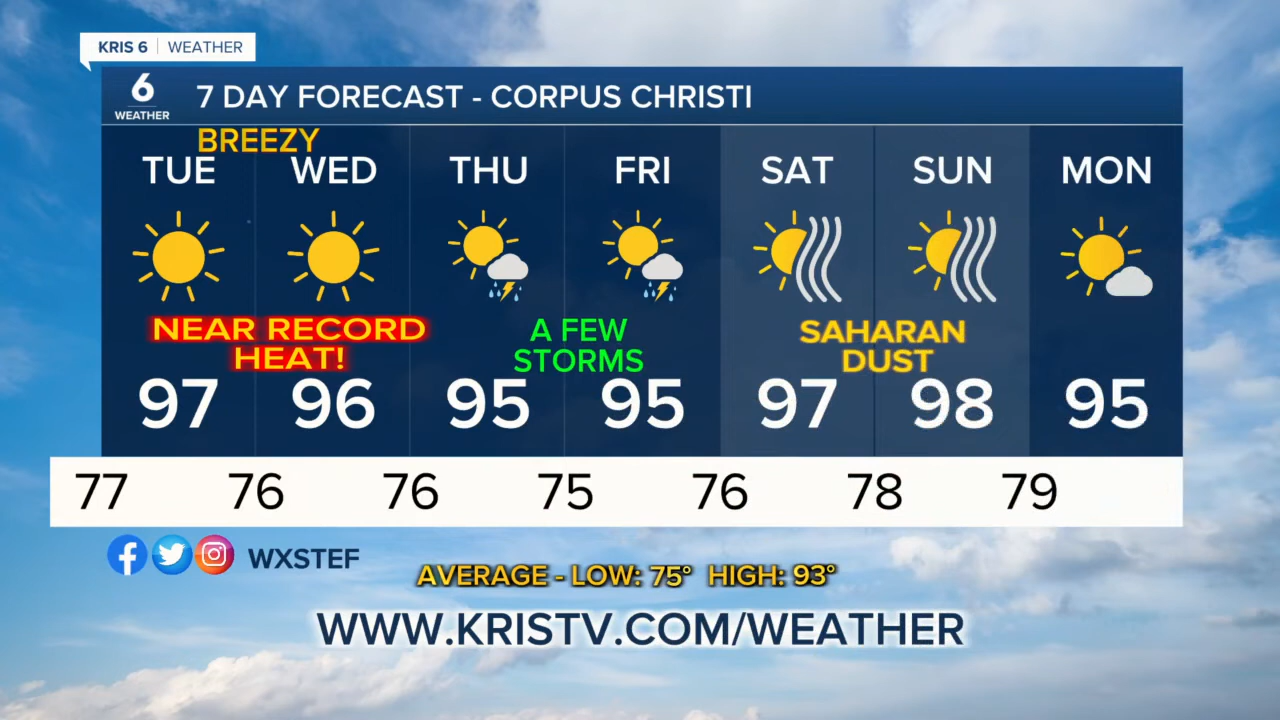 KRIS 6 | WEATHER
6
WEATHER
7 DAY FORECAST - CORPUS CHRISTI
BREEZY
TUE WED THU FRI SAT SUN MON
NEAR RECORD
HEAT!
A FEW
STORMS
SAHARAN
DUST
97 96 95 95 97 98 95
77 76 76 75 76 78 79
WXSTEF
AVERAGE - LOW: 75° HIGH: 93°
WWW.KRISTV.COM/WEATHER